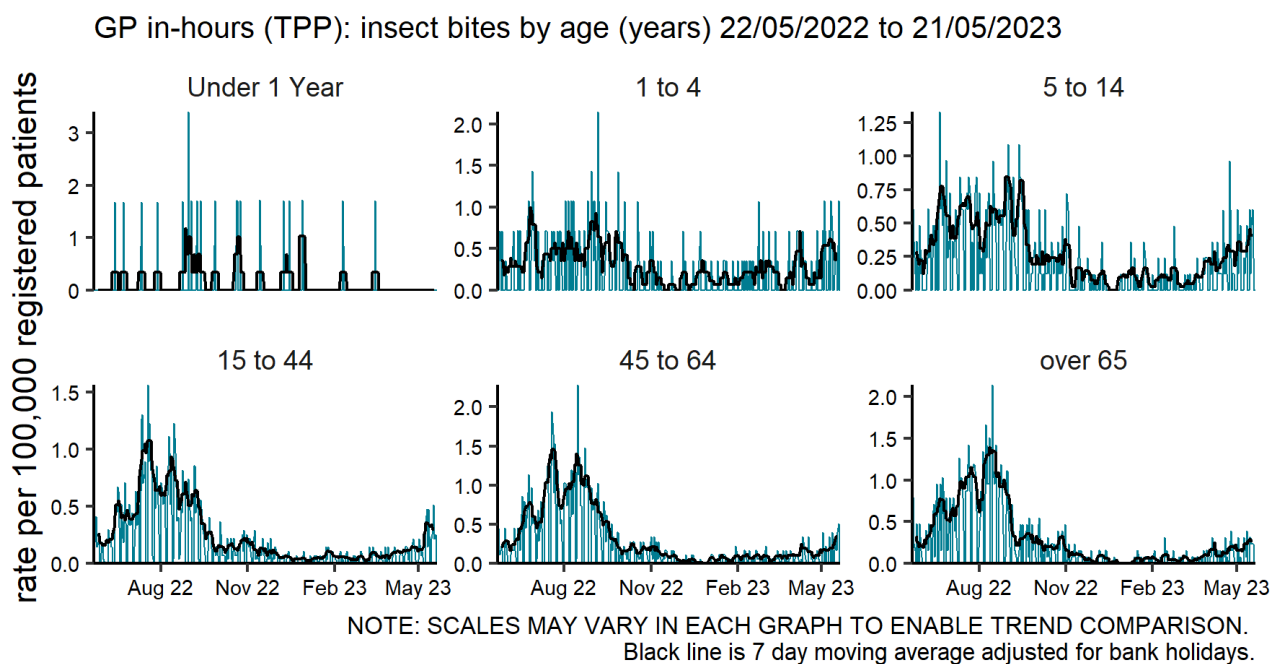 GP in-hours (TPP): insect bites by age (years) 22/05/2022 to 21/05/2023
rate per 100,000 registered patients
Under 1 Year
1 to 4
5 to 14
3
2
1
0
2.0
1.5
1.0
0.5
0.0
1.25
1.00
0.75
0.50
0.25
0.00
15 to 44
45 to 64
over 65
1.5
1.0
0.5
0.0
2.0
1.5
1.0
0.5
0.0
2.0
1.5
1.0
0.5
0.0
Aug 22 Nov 22 Feb 23 May 23
Aug 22 Nov 22 Feb 23 May 23
Aug 22 Nov 22 Feb 23 May 23
NOTE: SCALES MAY VARY IN EACH GRAPH TO ENABLE TREND COMPARISON.
Black line is 7 day moving average adjusted for bank holidays.